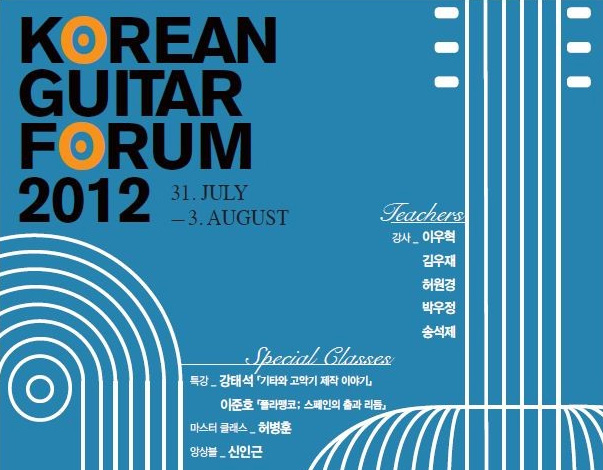 KOREAN
GUITAR
FORUM
2012 31. JULY
–3. AUGUST
Teachers
강사 _ 이우혁
김우재
허원경
박우정
송석제
Special Classes
특강 _ 강태석 「기타와 고악기 제작 이야기」
이준호 「플라멩코: 스페인의 춤과 리듬」
마스터 클래스 _ 허병훈
앙상블 _ 신인근